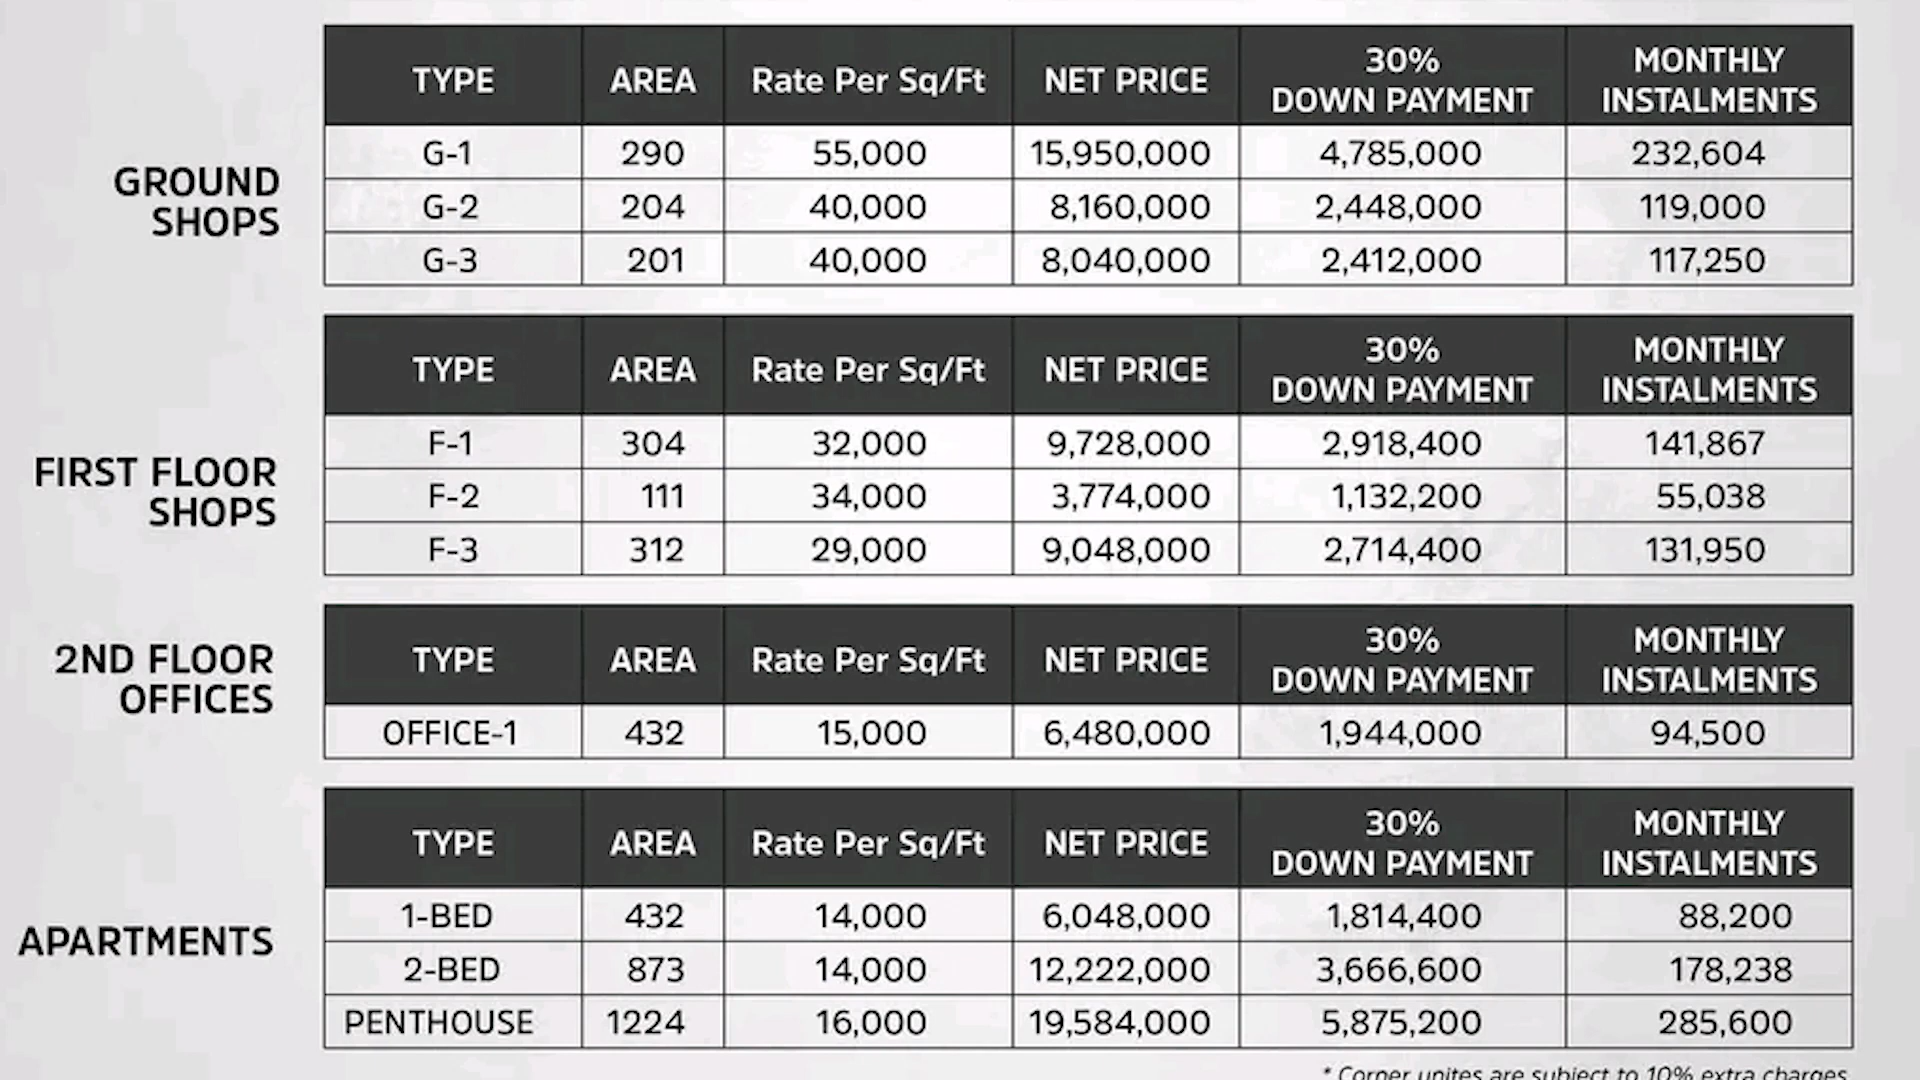 GROUND
SHOPS
TYPE AREA Rate Per Sq/Ft NET PRICE 30% DOWN PAYMENT MONTHLY INSTALMENTS
G-1 290 55,000 15,950,000 4,785,000 232,604
G-2 204 40,000 8,160,000 2,448,000 119,000
G-3 201 40,000 8,040,000 2,412,000 117,250
FIRST FLOOR
SHOPS
TYPE AREA Rate Per Sq/Ft NET PRICE 30% DOWN PAYMENT MONTHLY INSTALMENTS
F-1 304 32,000 9,728,000 2,918,400 141,867
F-2 111 34,000 3,774,000 1,132,200 55,038
F-3 312 29,000 9,048,000 2,714,400 131,950
2ND FLOOR
OFFICES
TYPE AREA Rate Per Sq/Ft NET PRICE 30% DOWN PAYMENT MONTHLY INSTALMENTS
OFFICE-1 432 15,000 6,480,000 1,944,000 94,500
APARTMENTS
TYPE AREA Rate Per Sq/Ft NET PRICE 30% DOWN PAYMENT MONTHLY INSTALMENTS
1-BED 432 14,000 6,048,000 1,814,400 88,200
2-BED 873 14,000 12,222,000 3,666,600 178,238
PENTHOUSE 1224 16,000 19,584,000 5,875,200 285,600
* Corner unites are subject to 10% extra charges